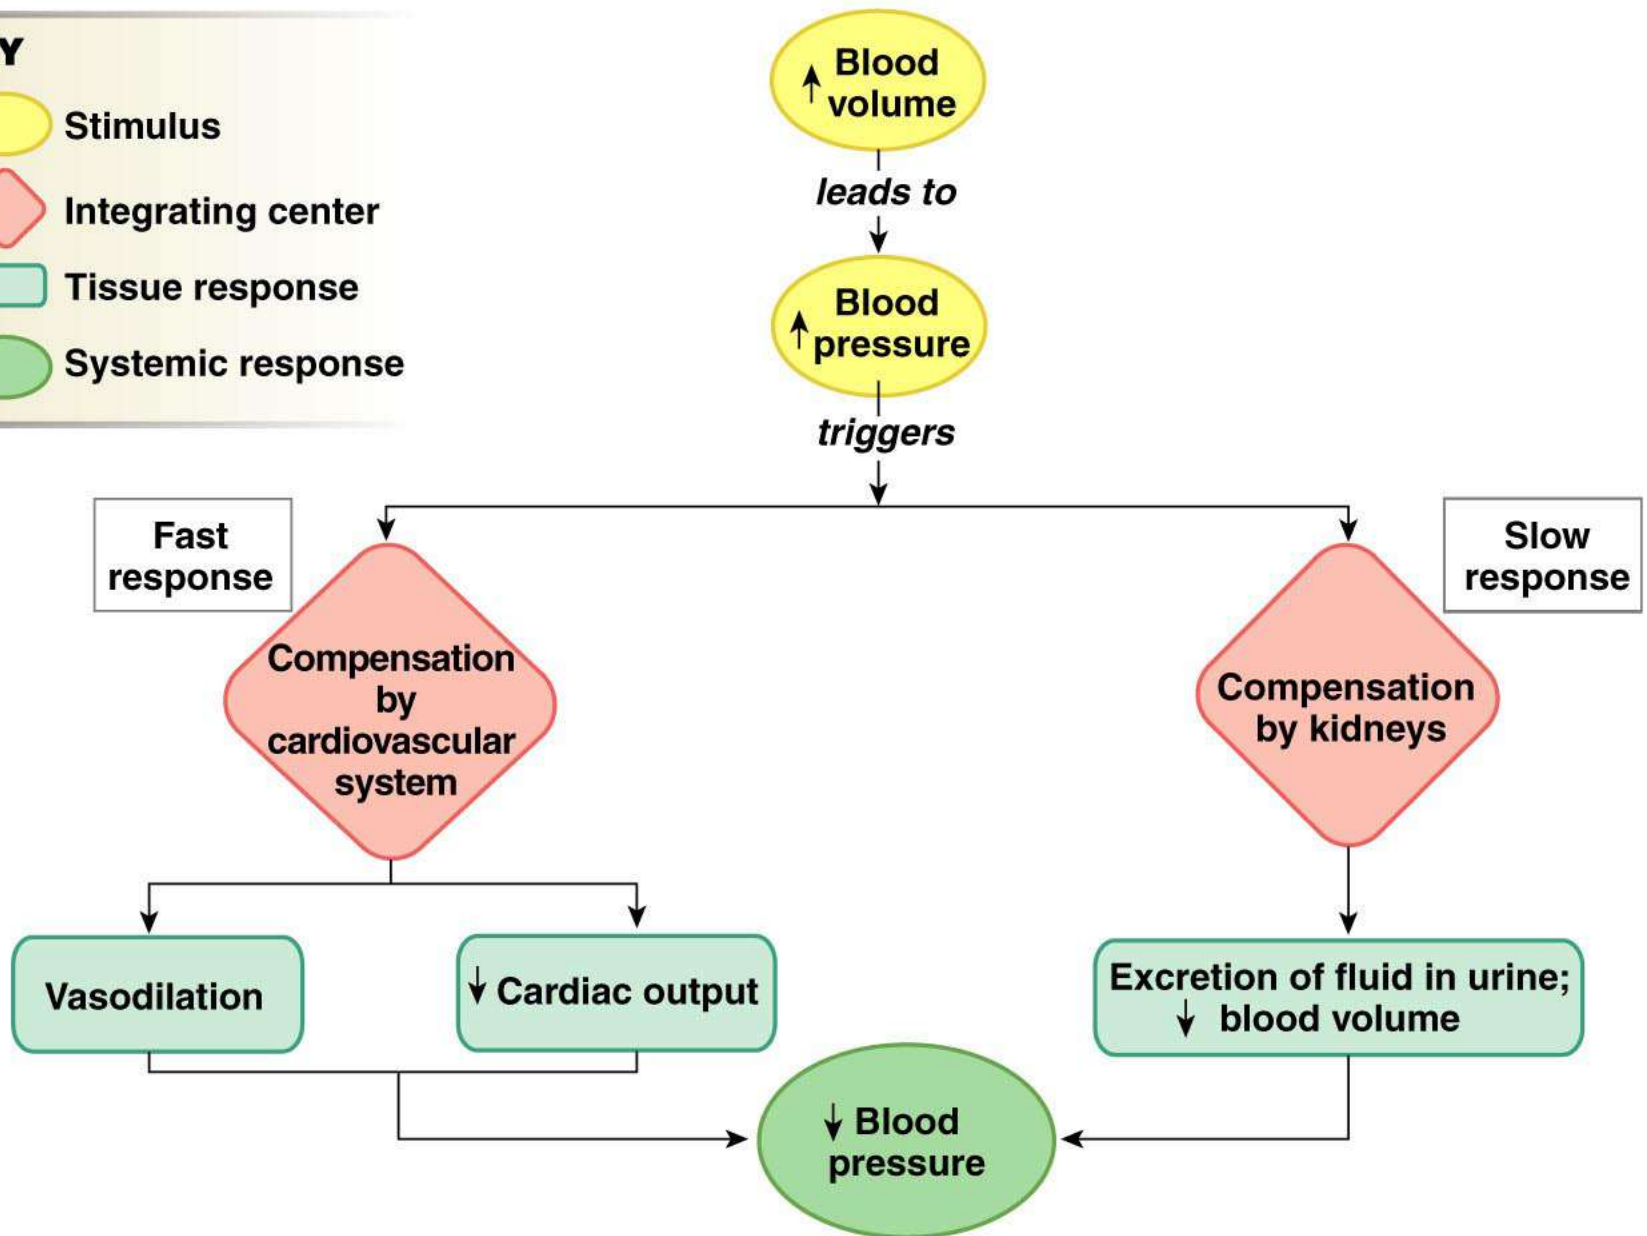 Y
Stimulus
Integrating center
Tissue response
Systemic response
↑ Blood
volume
leads to
↑ Blood
pressure
triggers
Fast
response
Slow
response
Compensation
by
cardiovascular
system
Compensation
by kidneys
Vasodilation
↓ Cardiac output
Excretion of fluid in urine;
↓ blood volume
↓ Blood
pressure